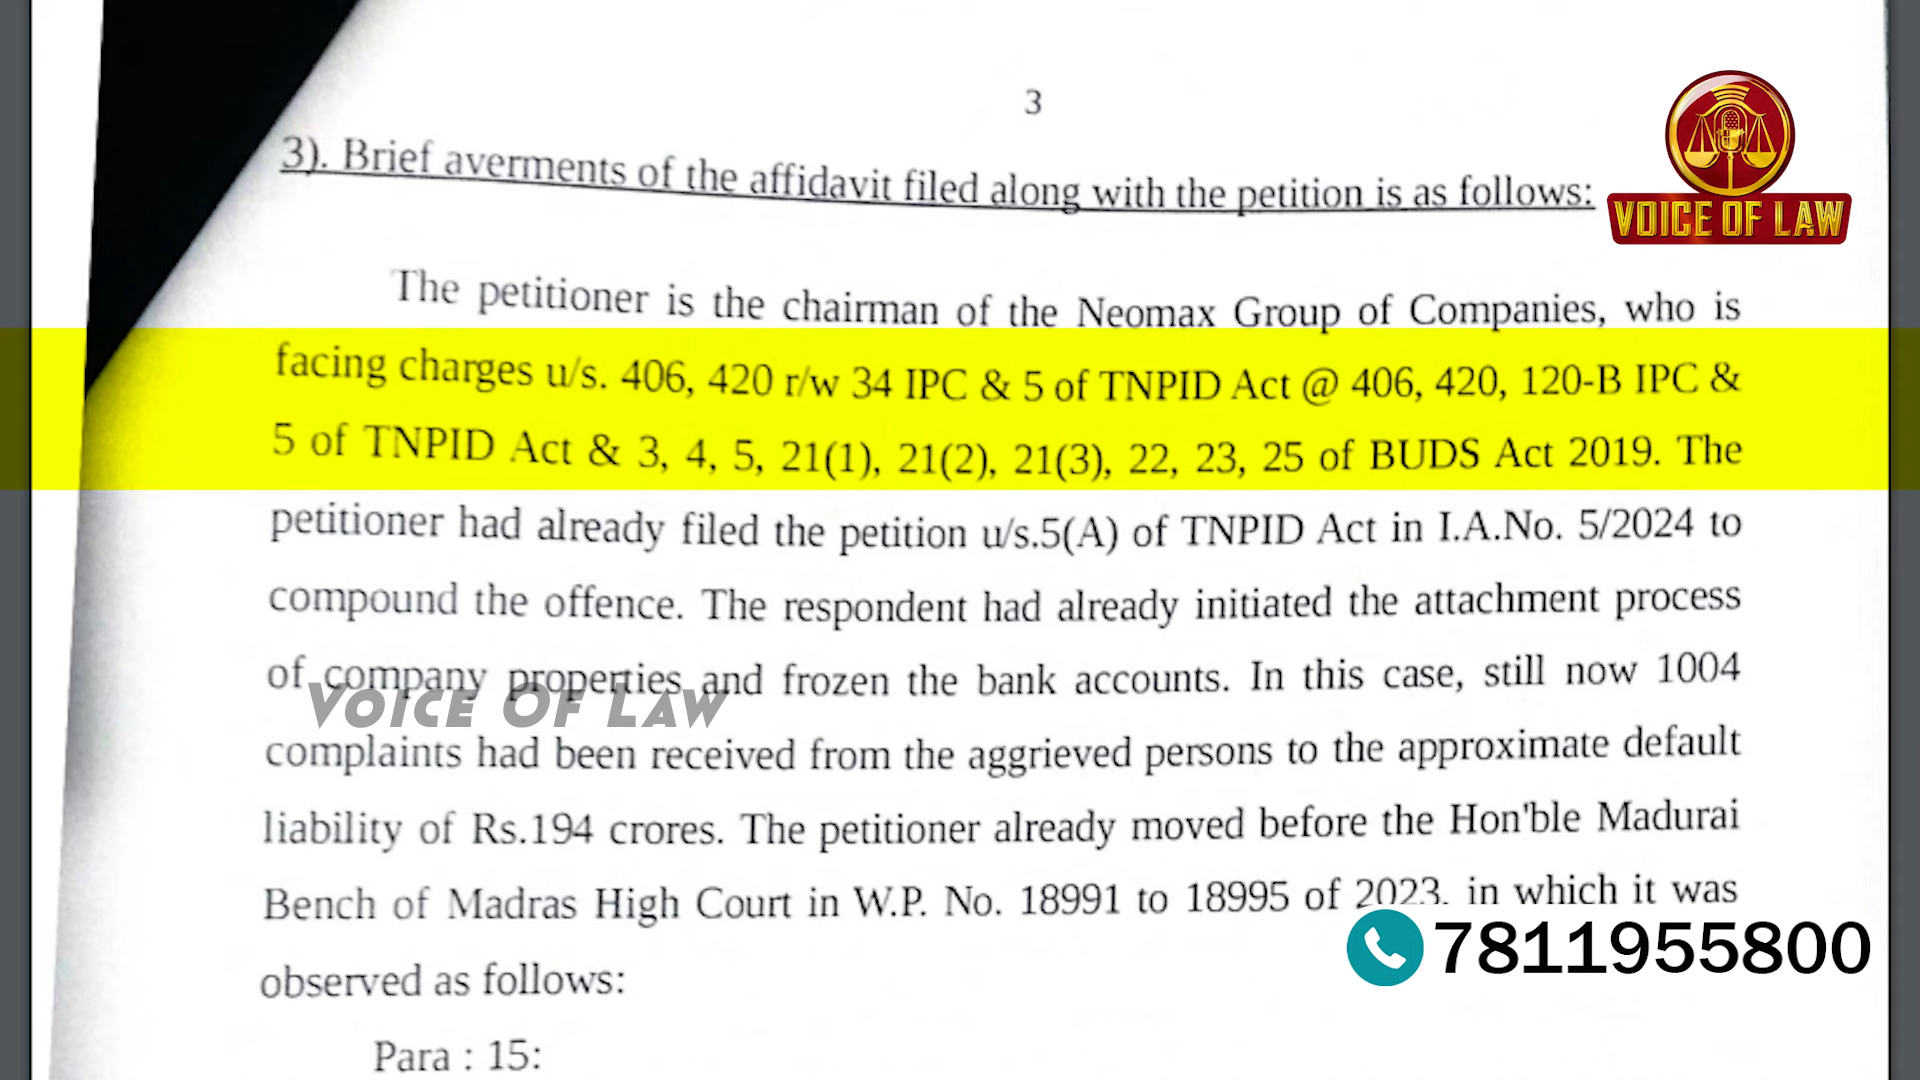 3
3). Brief averments of the affidavit filed along with the petition is as follows:
VOICE OF LAW
The petitioner is the chairman of the Neomax Group of Companies, who is
facing charges u/s. 406, 420 r/w 34 IPC & 5 of TNPID Act @ 406, 420, 120-B IPC &
5 of TNPID Act & 3, 4, 5, 21(1), 21(2), 21(3), 22, 23, 25 of BUDS Act 2019. The
petitioner had already filed the petition u/s.5(A) of TNPID Act in I.A.No. 5/2024 to
compound the offence. The respondent had already initiated the attachment process
of company properties and frozen the bank accounts. In this case, still now 1004
VOICE OF LAW
complaints had been received from the aggrieved persons to the approximate default
liability of Rs.194 crores. The petitioner already moved before the Hon'ble Madurai
Bench of Madras High Court in W.P. No. 18991 to 18995 of 2023. in which it was
7811955800
observed as follows:
Para : 15: